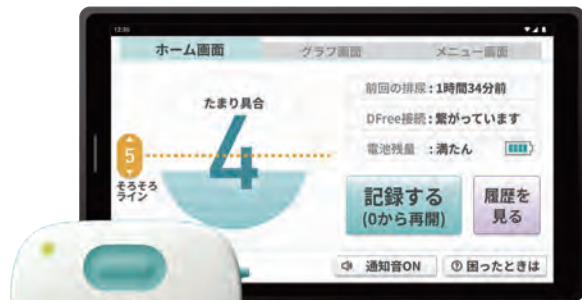 12:30
ホーム画面
グラフ画面
メニュー画面
たまり具合
4
5
そろそろ
ライン
前回の排尿:1時間34分前
DFree接続:繋がっています
電池残量:満たん
記録する
(0から再開)
履歴を
見る
通知音ON
困ったときは